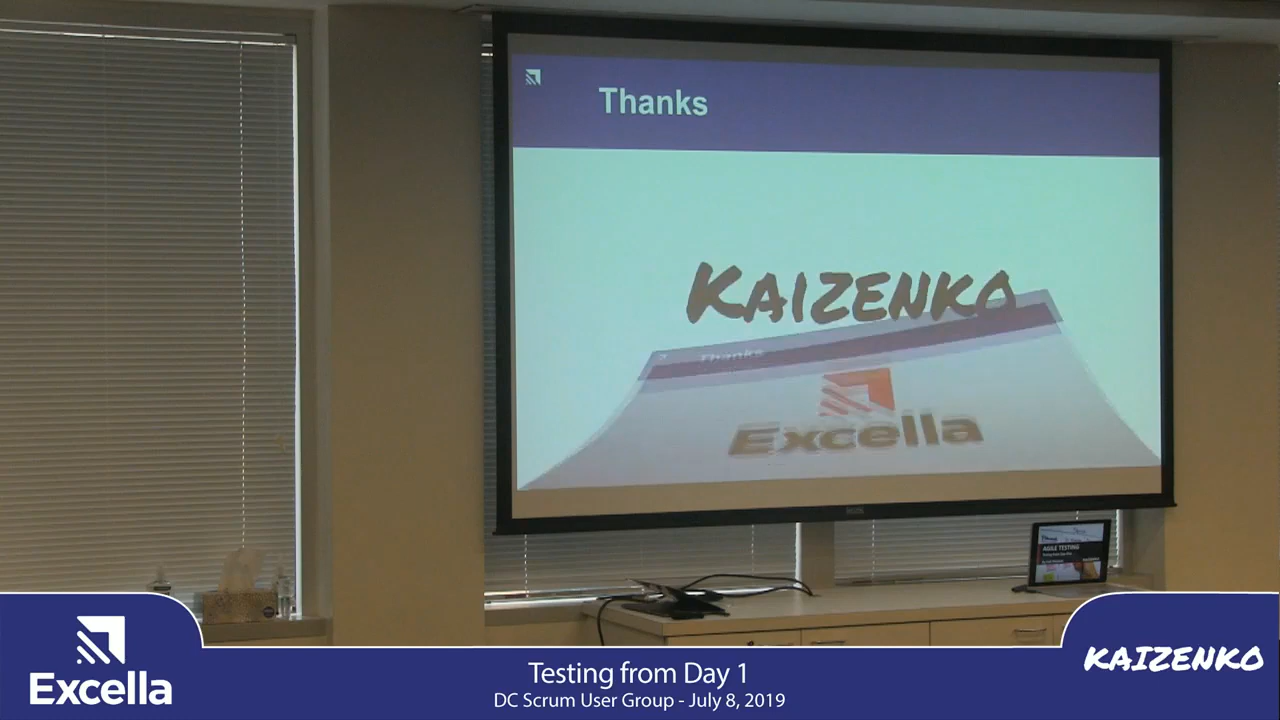 Thanks
KAIZENKO
Thanks
Excella
AGILE TESTING
Excella
Testing from Day 1
DC Scrum User Group - July 8, 2019
KAIZENKO